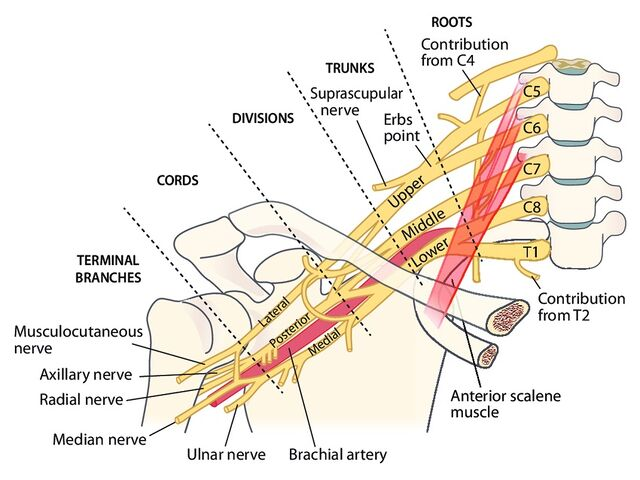 ROOTS
Contribution
from C4
TRUNKS
Suprascupular
nerve
Erbs
point
DIVISIONS
CORDS
TERMINAL
BRANCHES
C5
C6
C7
C8
T1
Upper
Middle
Lower
Contribution
from T2
Lateral
Posterior
Medial
Musculocutaneous
nerve
Axillary nerve
Radial nerve
Median nerve
Ulnar nerve
Brachial artery
Anterior scalene
muscle